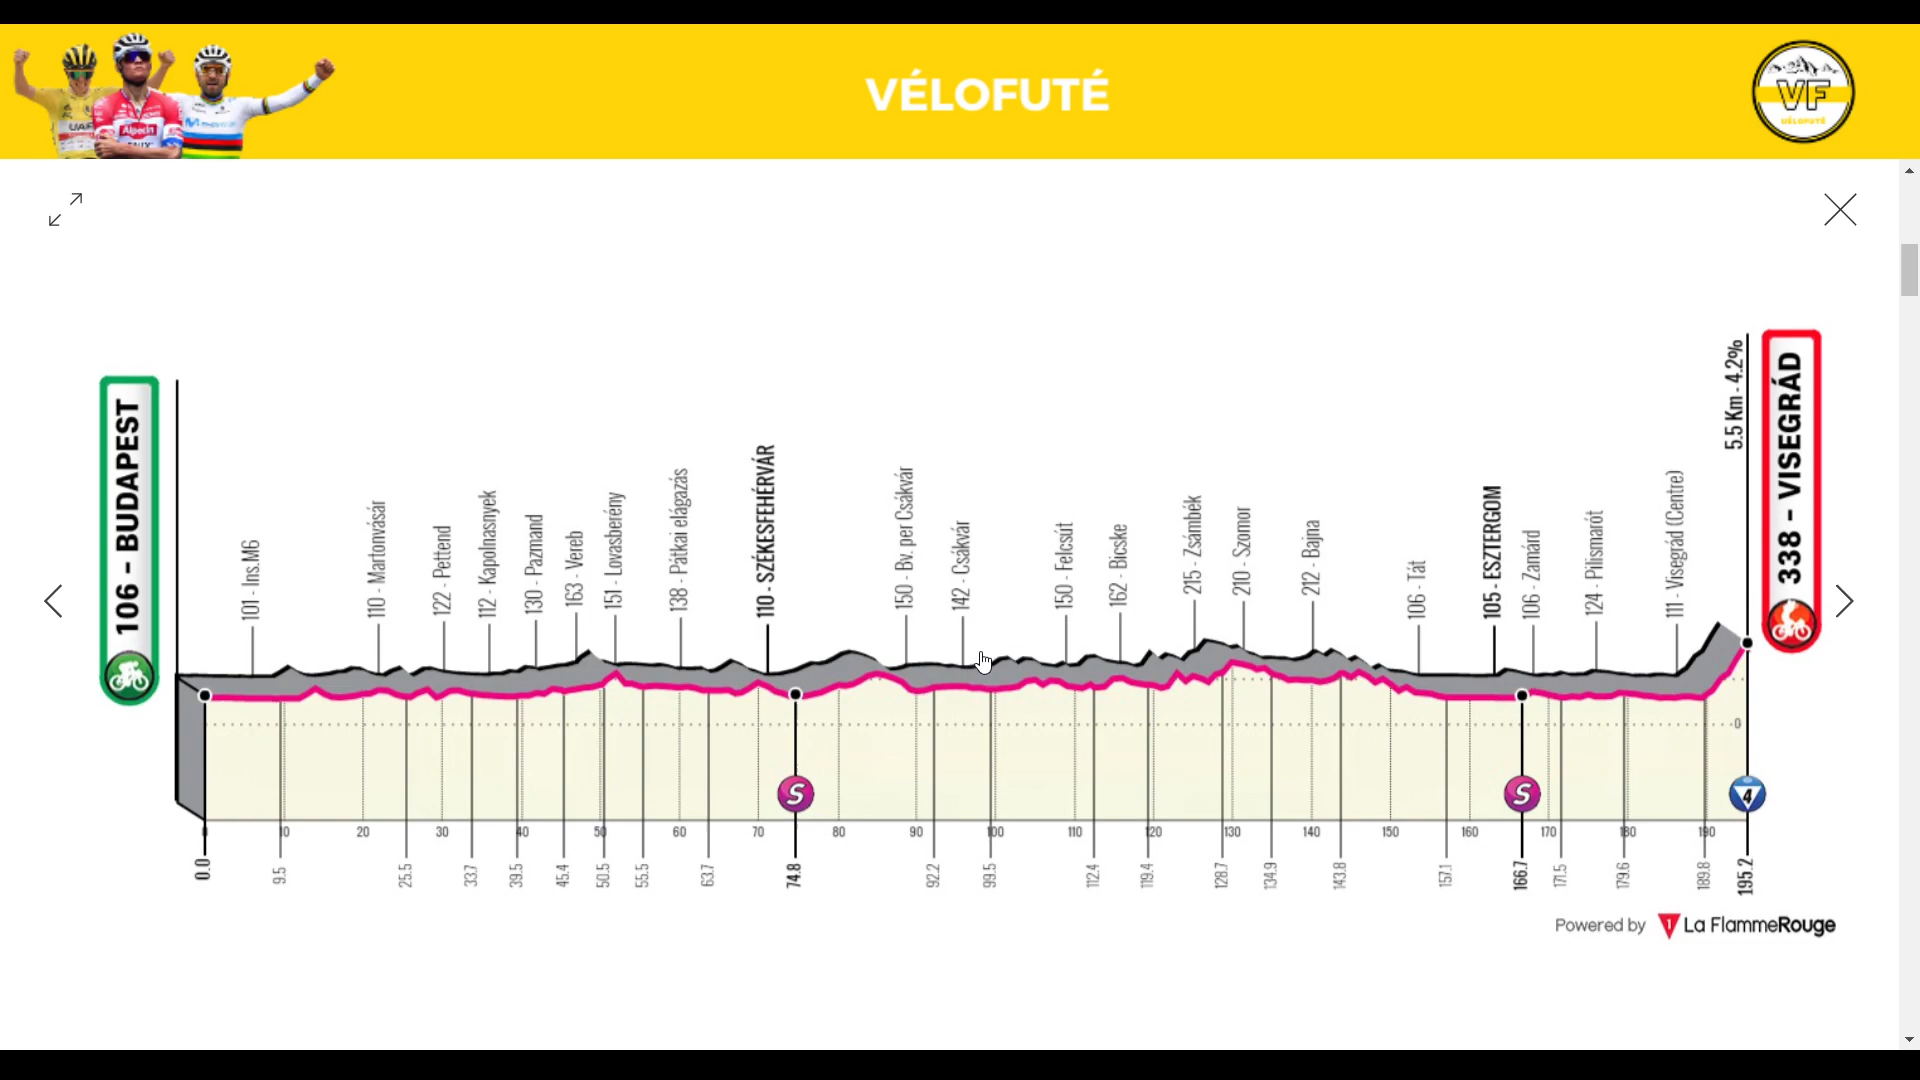 VÉLOFUTÉ
VF
VÉLOFUTÉ
UAE
Alpecin
106 - BUDAPEST
101 - Ins.M6
110 - Martonvásár
122 - Pettend
112 - Kapolnasnyek
130 - Pazmand
163 - Vereb
151 - Lovasberény
138 - Pátkai elágazás
110 - SZÉKESFEHÉRVÁR
150 - Bv. per Csákvár
142 - Csákvár
150 - Felcsút
162 - Bicske
215 - Zsámbék
210 - Szomor
212 - Bajna
106 - Tát
105 - ESZTERGOM
106 - Zamárd
124 - Pilismarót
111 - Visegrád (Centre)
5.5 Km - 4.2%
338 - VISEGRÁD
0
S
S
4
0 10 20 30 40 50 60 70 80 90 100 110 120 130 140 150 160 170 180 190
0.0 9.5 25.5 33.7 39.5 45.4 50.5 55.5 63.7 74.8 92.2 99.5 112.4 119.4 128.7 134.9 143.8 157.1 166.7 171.5 179.6 189.8 195.2
Powered by 1 La FlammeRouge